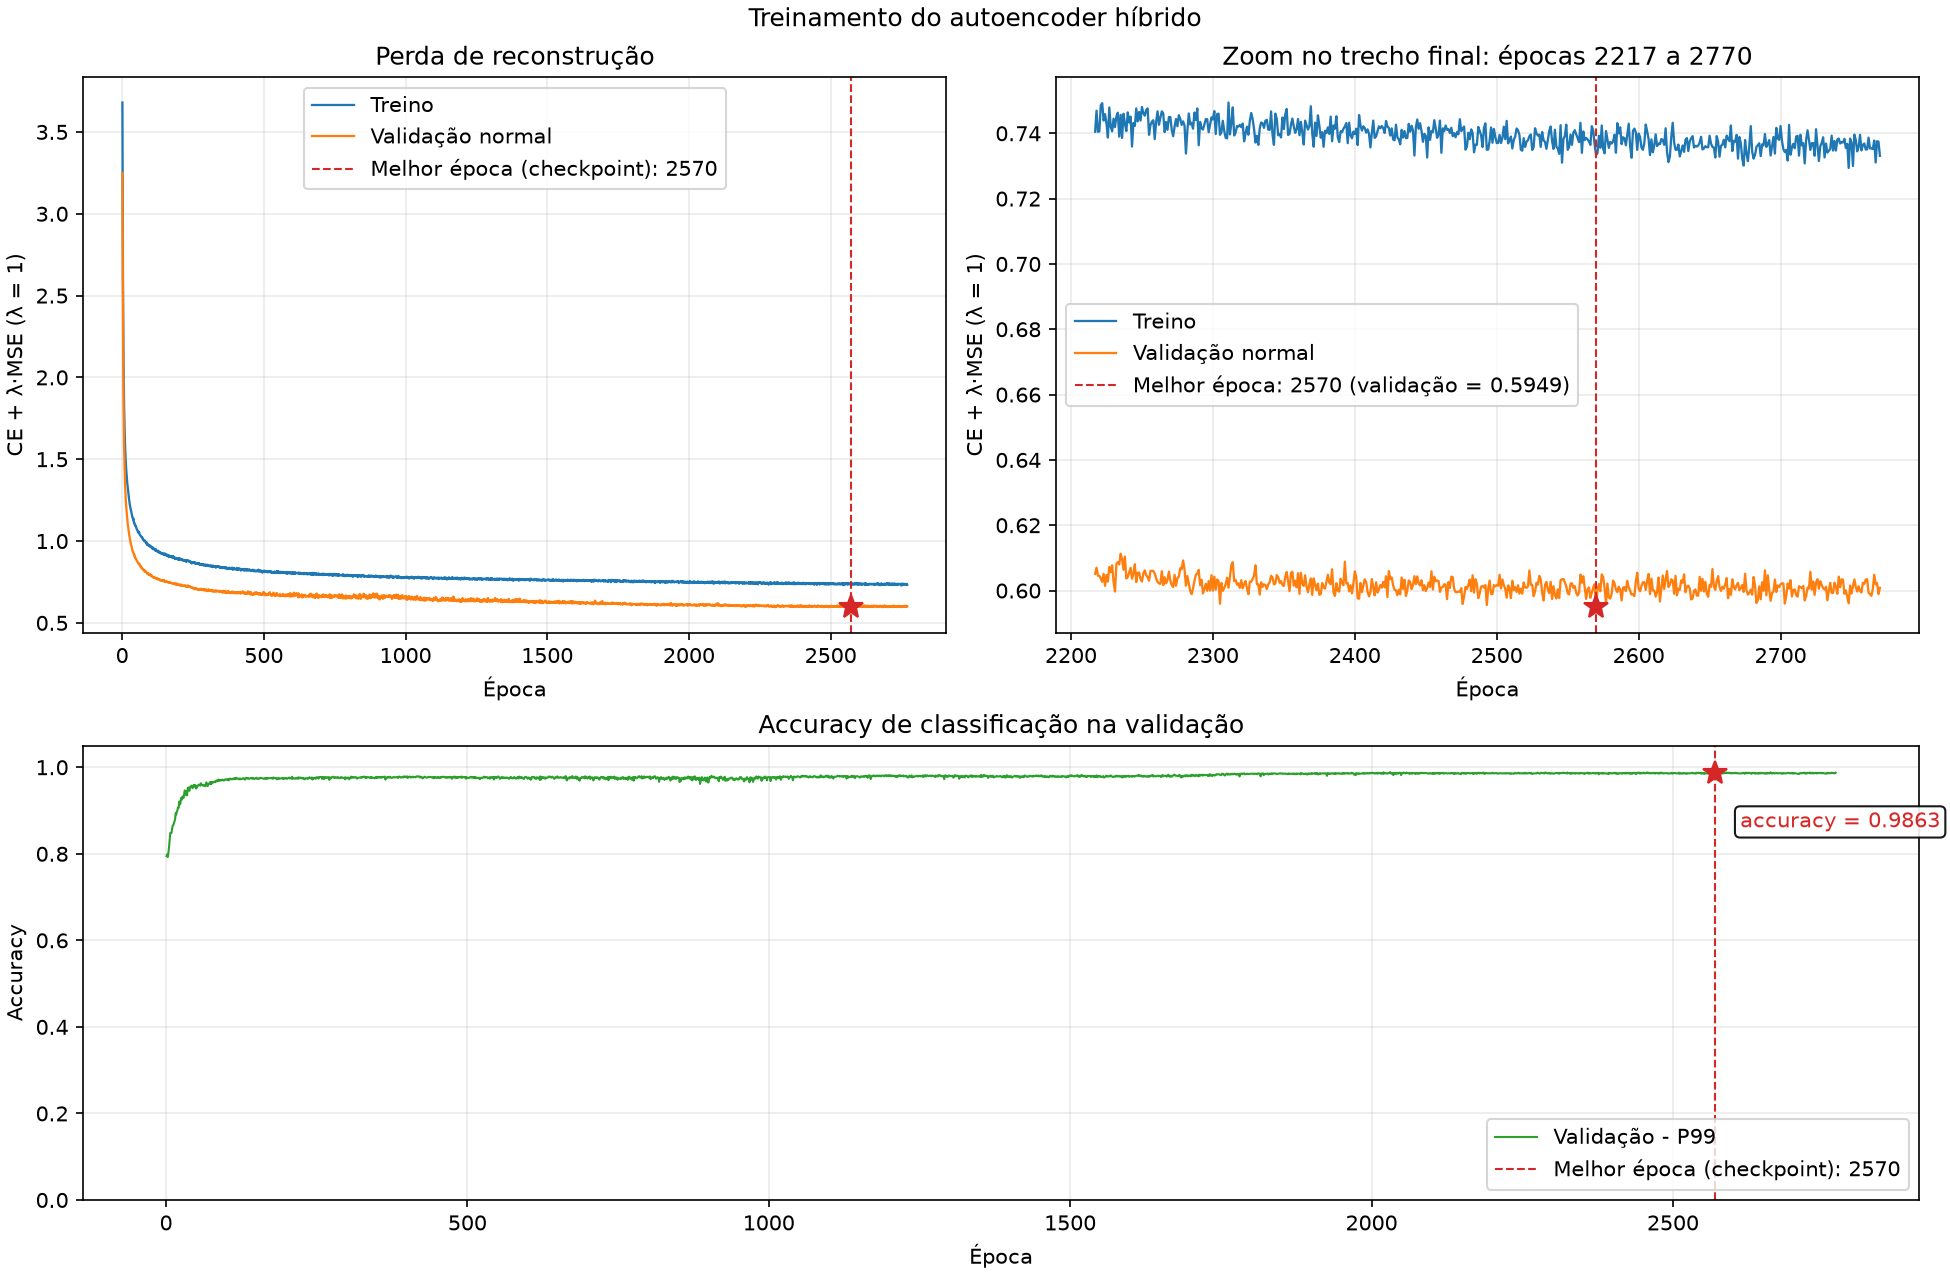 Treinamento do autoencoder híbrido
Perda de reconstrução
CE + λ·MSE (λ = 1)
3.5
3.0
2.5
2.0
1.5
1.0
0.5
Treino
Validação normal
Melhor época (checkpoint): 2570
0
500
1000
1500
2000
2500
Época
Zoom no trecho final: épocas 2217 a 2770
CE + λ·MSE (λ = 1)
0.74
0.72
0.70
0.68
0.66
0.64
0.62
0.60
Treino
Validação normal
Melhor época: 2570 (validação = 0.5949)
2200
2300
2400
2500
2600
2700
Época
Accuracy de classificação na validação
Accuracy
1.0
0.8
0.6
0.4
0.2
0.0
accuracy = 0.9863
Validação - P99
Melhor época (checkpoint): 2570
0
500
1000
1500
2000
2500
Época